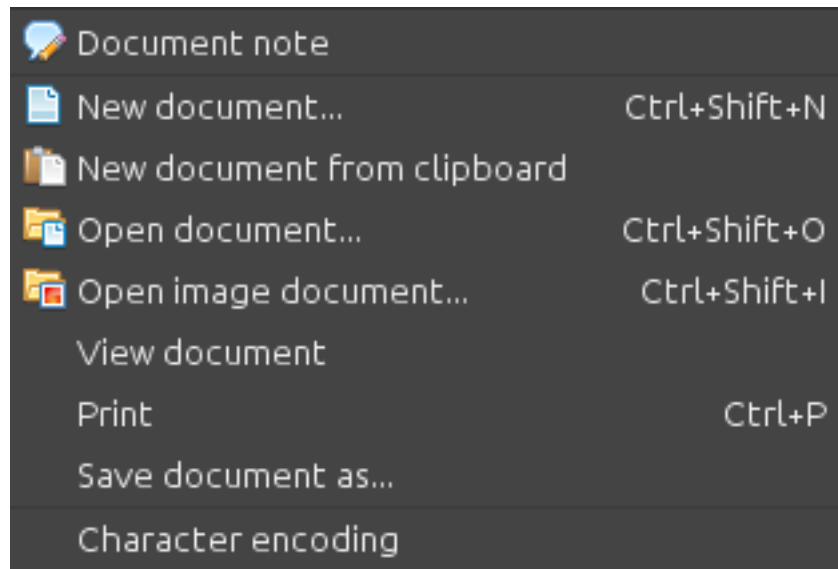 Document note
New document... Ctrl+Shift+N
New document from clipboard
Open document... Ctrl+Shift+O
Open image document... Ctrl+Shift+I
View document
Print Ctrl+P
Save document as...
Character encoding